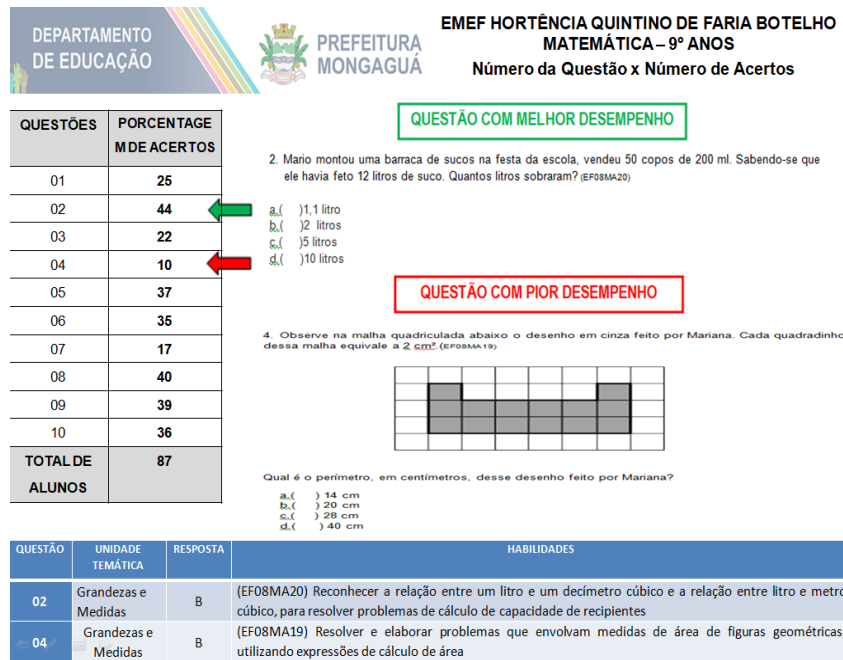 DEPARTAMENTO
DE EDUCAÇÃO
PREFEITURA
MONGAGUÁ
EMEF HORTÊNCIA QUINTINO DE FARIA BOTELHO
MATEMÁTICA – 9º ANOS
Número da Questão x Número de Acertos
QUESTÕES PORCENTAGE
M DE ACERTOS
01 25
02 44
03 22
04 10
05 37
06 35
07 17
08 40
09 39
10 36
TOTAL DE 87
ALUNOS
QUESTÃO COM MELHOR DESEMPENHO
2. Mario montou uma barraca de sucos na festa da escola, vendeu 50 copos de 200 ml. Sabendo-se que
ele havia feto 12 litros de suco. Quantos litros sobraram? (EF08MA20)
a.( )1,1 litro
b.( )2 litros
c.( )5 litros
d.( )10 litros
QUESTÃO COM PIOR DESEMPENHO
4. Observe na malha quadriculada abaixo o desenho em cinza feito por Mariana. Cada quadradinho
dessa malha equivale a 2 cm². (EF08MA19)
Qual é o perímetro, em centímetros, desse desenho feito por Mariana?
a.( ) 14 cm
b.( ) 20 cm
c.( ) 28 cm
d.( ) 40 cm
QUESTÃO UNIDADE RESPOSTA HABILIDADES
TEMÁTICA
02 Grandezas e Medidas B (EF08MA20) Reconhecer a relação entre um litro e um decímetro cúbico e a relação entre litro e metro
cúbico, para resolver problemas de cálculo de capacidade de recipientes
04 Grandezas e Medidas B (EF08MA19) Resolver e elaborar problemas que envolvam medidas de área de figuras geométricas,
utilizando expressões de cálculo de área